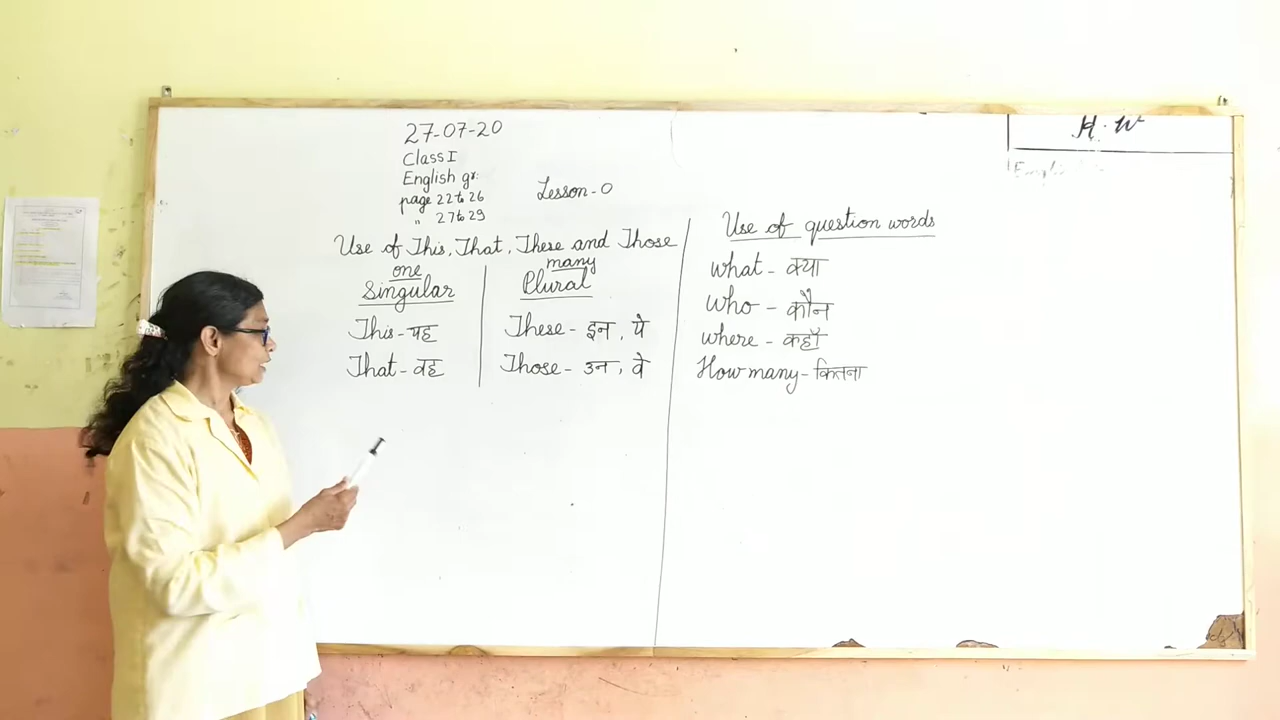 27-07-20
Class I
English gr:
page 22 to 26
" 27 to 29
Lesson-0
Use of This, That, These and Those
one
Singular
This - यह
That - वह
many
Plural
These - इन, ये
Those - उन, वे
Use of question words
what - क्या
who - कौन
where - कहाँ
How many - कितना
H.W